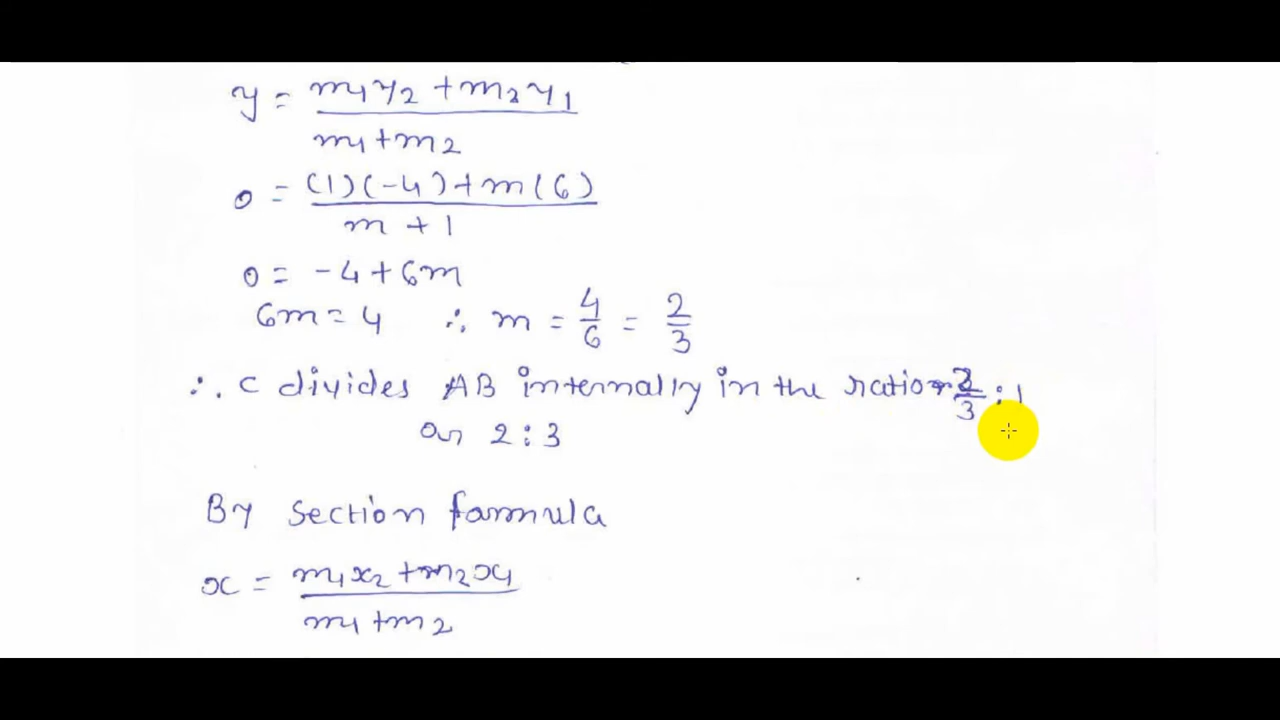 y = m₁y₂ + m₂y₁ / m₁ + m₂
0 = (1)(-4) + m(6) / m + 1
0 = -4 + 6m
6m = 4 ∴ m = 4/6 = 2/3
∴ C divides AB internally in the ratio 2/3 : 1
or 2 : 3
By section formula
x = m₁x₂ + m₂x₁ / m₁ + m₂